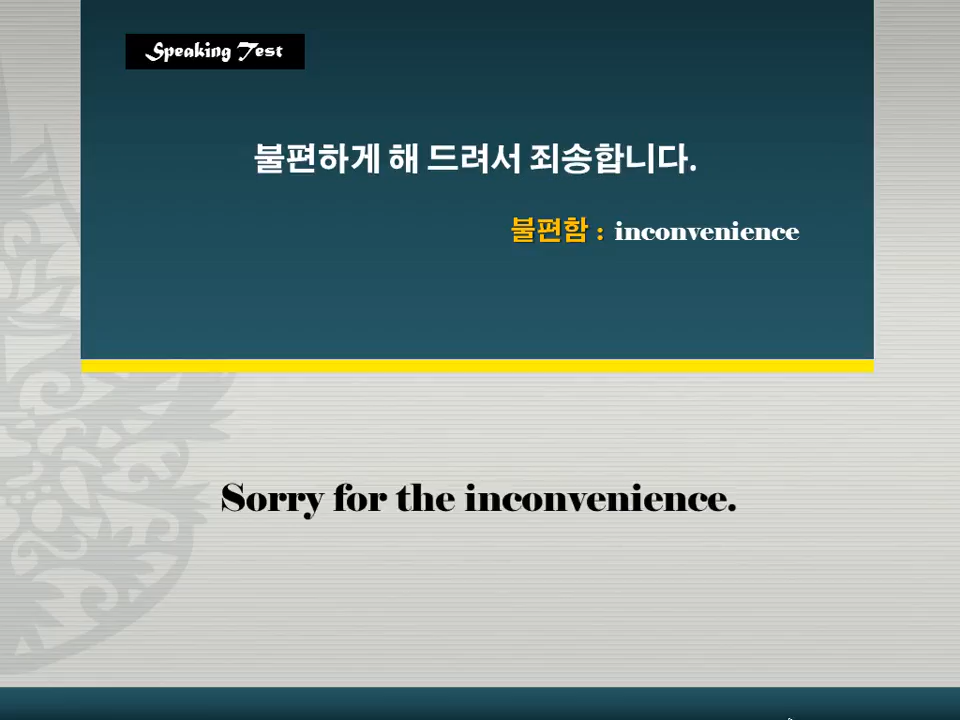 Speaking Test
불편하게 해 드려서 죄송합니다.
불편함 : inconvenience
Sorry for the inconvenience.